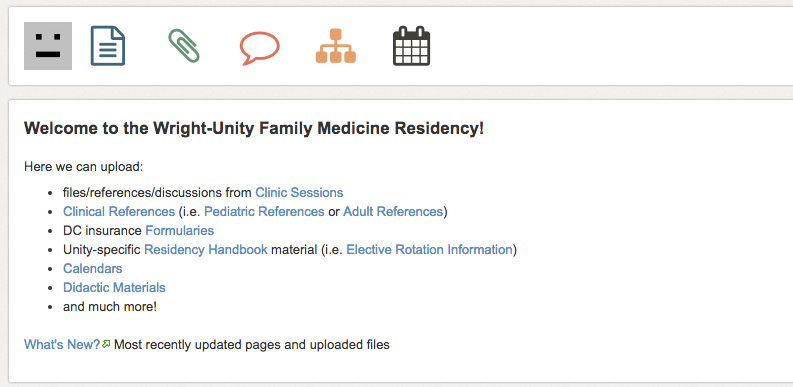 Welcome to the Wright-Unity Family Medicine Residency!
Here we can upload:
files/references/discussions from Clinic Sessions
Clinical References (i.e. Pediatric References or Adult References)
DC insurance Formularies
Unity-specific Residency Handbook material (i.e. Elective Rotation Information)
Calendars
Didactic Materials
and much more!
What's New? Most recently updated pages and uploaded files